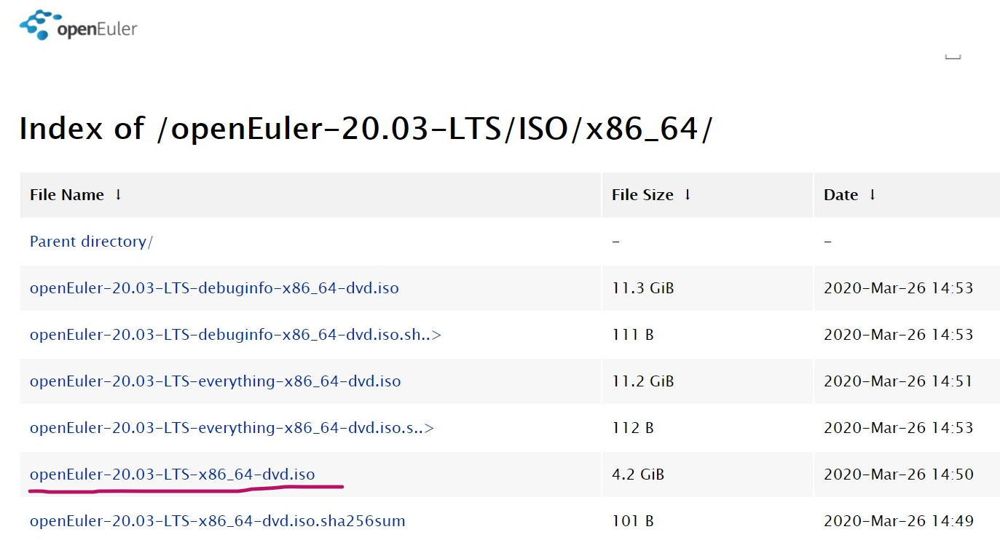 openEuler
Index of /openEuler-20.03-LTS/ISO/x86_64/
File Name ↓ File Size ↓ Date ↓
Parent directory/ - -
openEuler-20.03-LTS-debuginfo-x86_64-dvd.iso 11.3 GiB 2020-Mar-26 14:53
openEuler-20.03-LTS-debuginfo-x86_64-dvd.iso.sh..> 111 B 2020-Mar-26 14:53
openEuler-20.03-LTS-everything-x86_64-dvd.iso 11.2 GiB 2020-Mar-26 14:51
openEuler-20.03-LTS-everything-x86_64-dvd.iso.s..> 112 B 2020-Mar-26 14:53
openEuler-20.03-LTS-x86_64-dvd.iso 4.2 GiB 2020-Mar-26 14:50
openEuler-20.03-LTS-x86_64-dvd.iso.sha256sum 101 B 2020-Mar-26 14:49